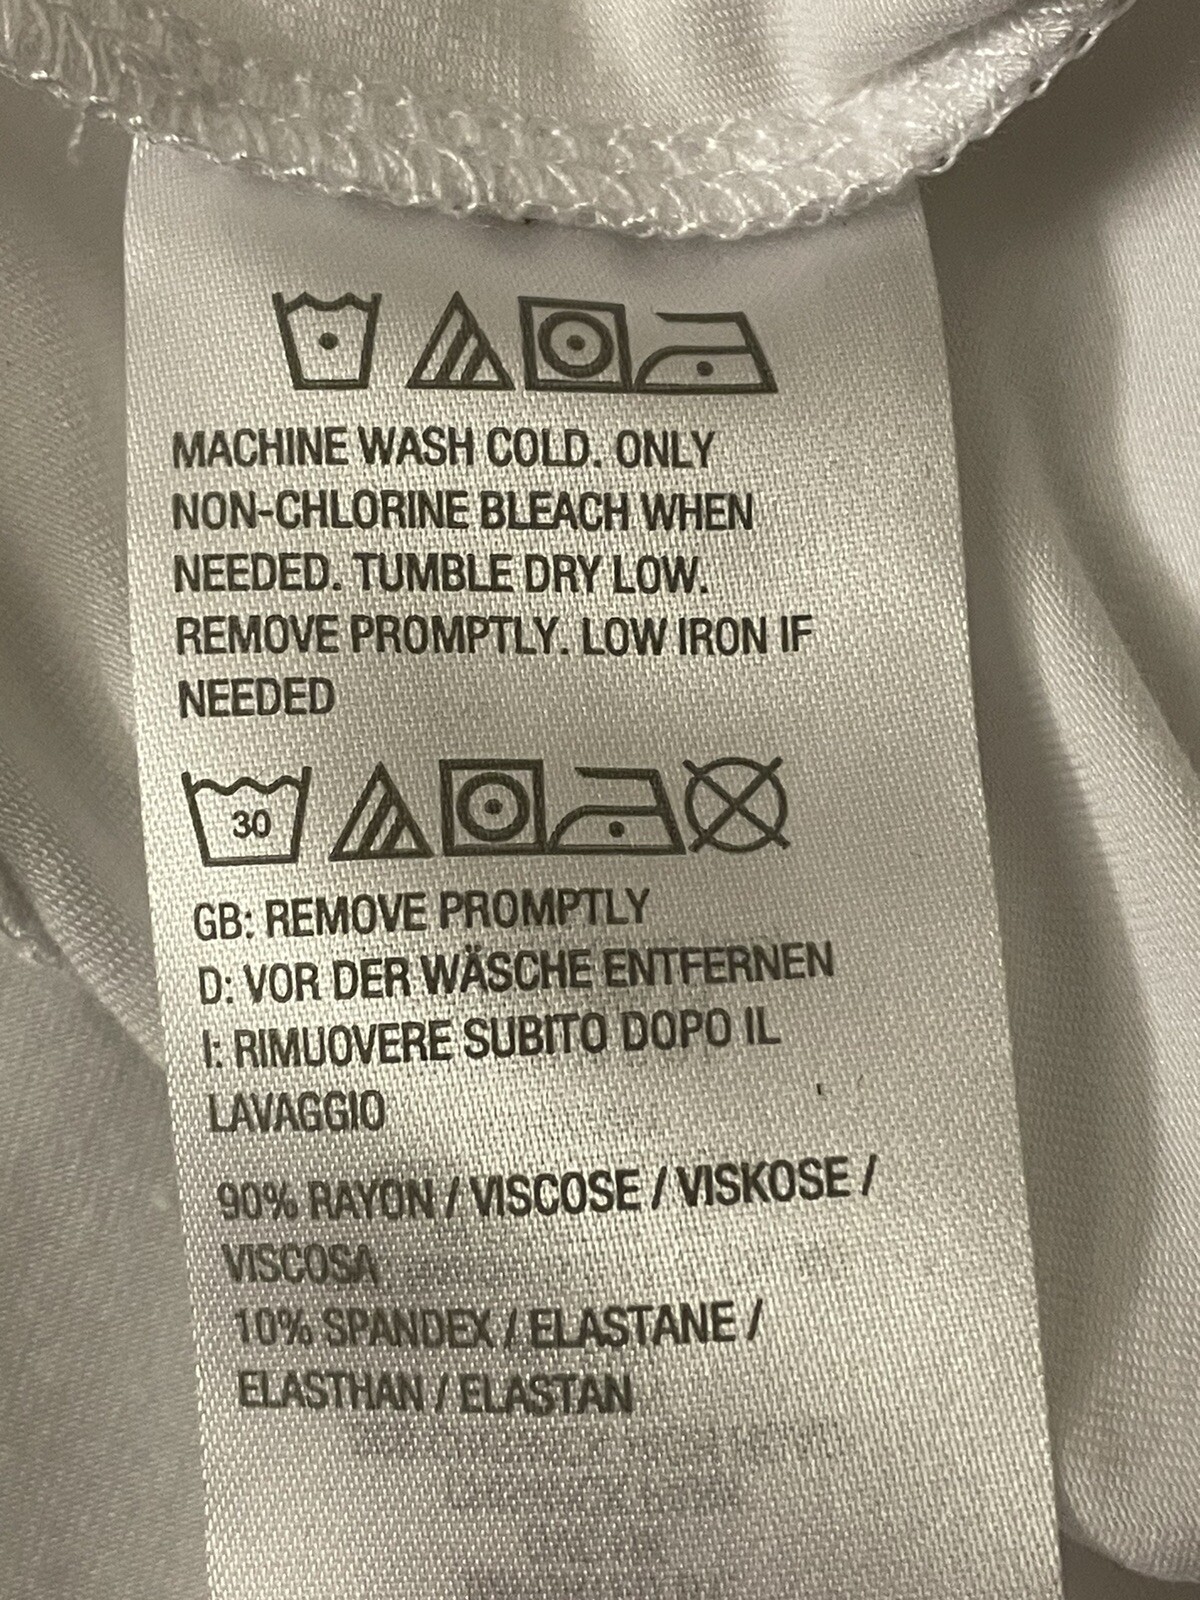 MACHINE WASH COLD. ONLY
NON-CHLORINE BLEACH WHEN
NEEDED. TUMBLE DRY LOW.
REMOVE PROMPTLY. LOW IRON IF
NEEDED
30
GB: REMOVE PROMPTLY
D: VOR DER WÄSCHE ENTFERNEN
I: RIMUOVERE SUBITO DOPO IL
LAVAGGIO
90% RAYON / VISCOSE / VISKOSE /
VISCOSA
10% SPANDEX / ELASTANE /
ELASTHAN / ELASTAN